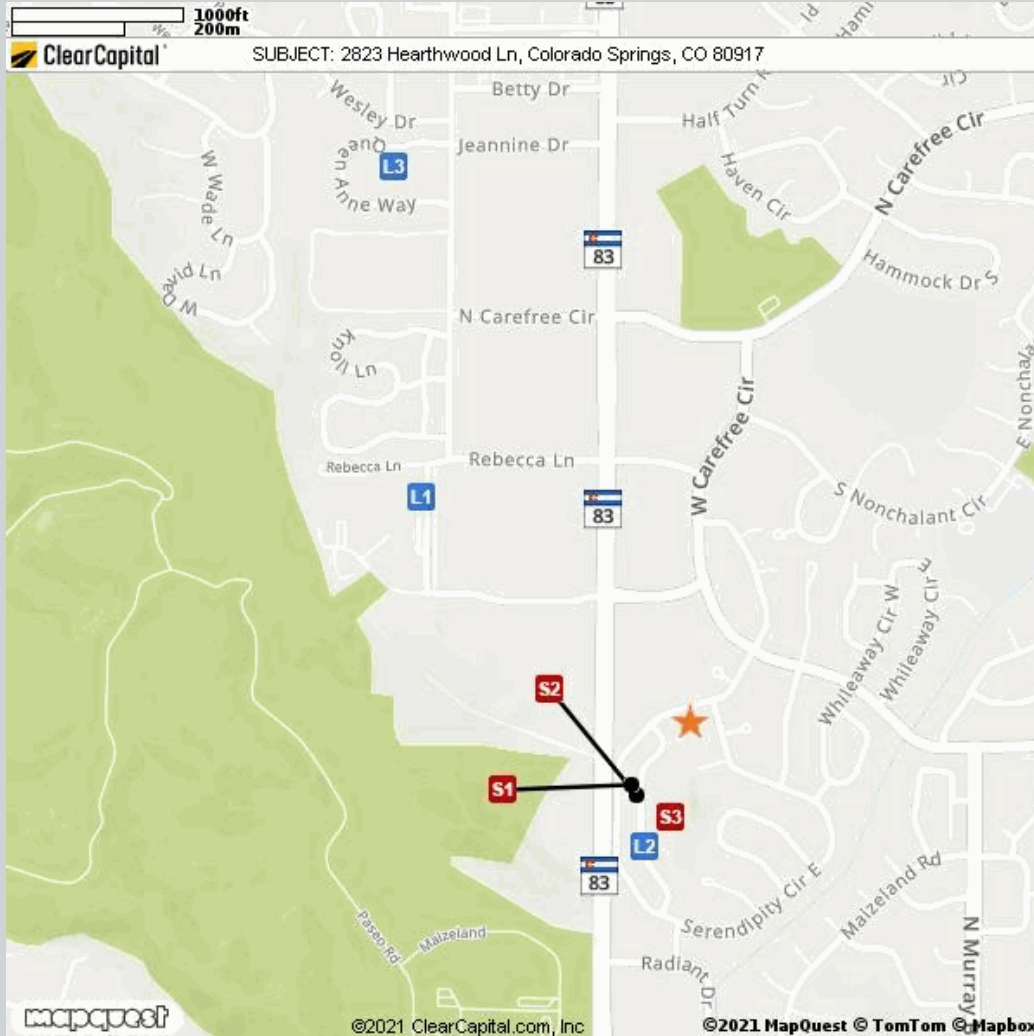 1000ft
200m
ClearCapital
SUBJECT: 2823 Hearthwood Ln, Colorado Springs, CO 80917
Betty Dr
Wesley Dr
Half Turn
Jeannine Dr
Queen Anne Way
L3
N Carefree Cir
Haven Cir
W Wade Ln
83
W David Ln
Hammock Dr S
N Carefree Cir
Knoll Ln
W Carefree Cir
Rebecca Ln
Rebecca Ln
L1
83
S Nonchalant Cir
Whileaway Cir W
Whileaway Cir E
S2
S1
S3
L2
83
Serendipity Cir E
Maizeland Rd
Paseo Rd
Maizeland
Radiant Dr
N Murray
mapquest
©2021 ClearCapital.com, Inc
©2021 MapQuest © TomTom © Mapbox